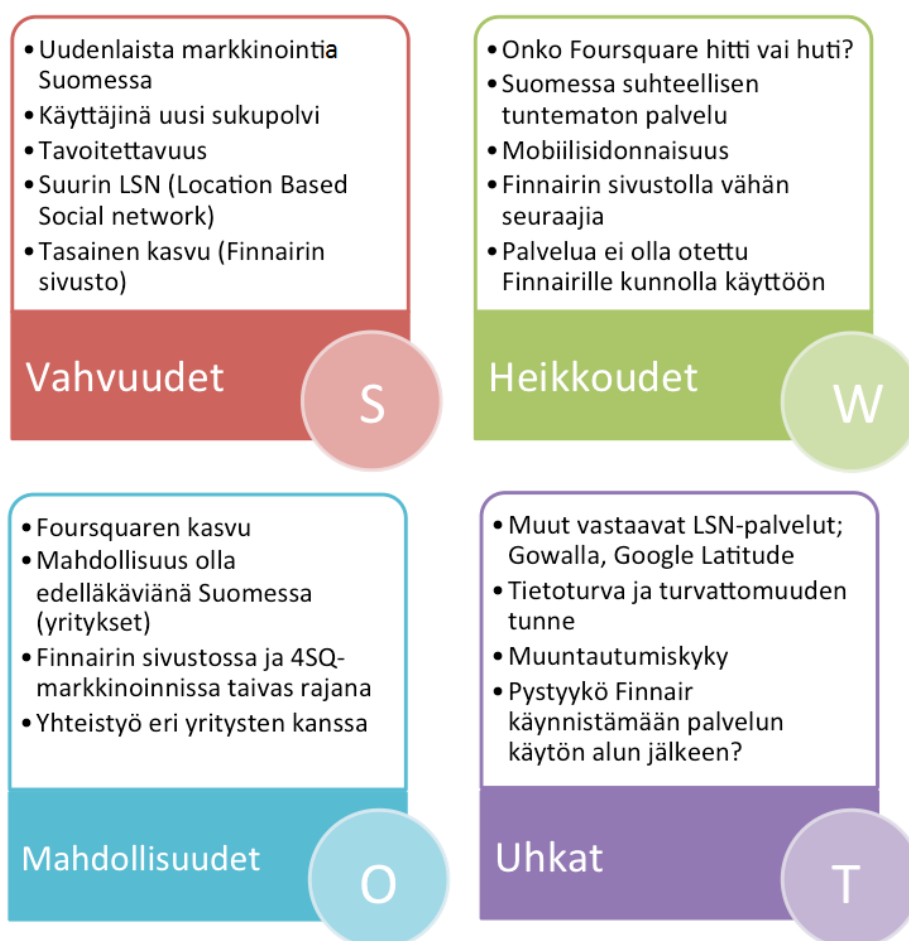 • Uudenlaista markkinointia
Suomessa
• Käyttäjinä uusi sukupolvi
• Tavoitettavuus
• Suurin LSN (Location Based
Social network)
• Tasainen kasvu (Finnairin
sivusto)
Vahvuudet
S
• Onko Foursquare hitti vai huti?
• Suomessa suhteellisen
tuntematon palvelu
• Mobiilisidonnaisuus
• Finnairin sivustolla vähän
seuraajia
• Palvelua ei olla otettu
Finnairille kunnolla käyttöön
Heikkoudet
W
• Foursquaren kasvu
• Mahdollisuus olla
edelläkäviänä Suomessa
(yritykset)
• Finnairin sivustossa ja 4SQ-
markkinoinnissa taivas rajana
• Yhteistyö eri yritysten kanssa
Mahdollisuudet
O
• Muut vastaavat LSN-palvelut;
Gowalla, Google Latitude
• Tietoturva ja turvattomuuden
tunne
• Muuntautumiskyky
• Pystyykö Finnair
käynnistämään palvelun
käytön alun jälkeen?
Uhkat
T